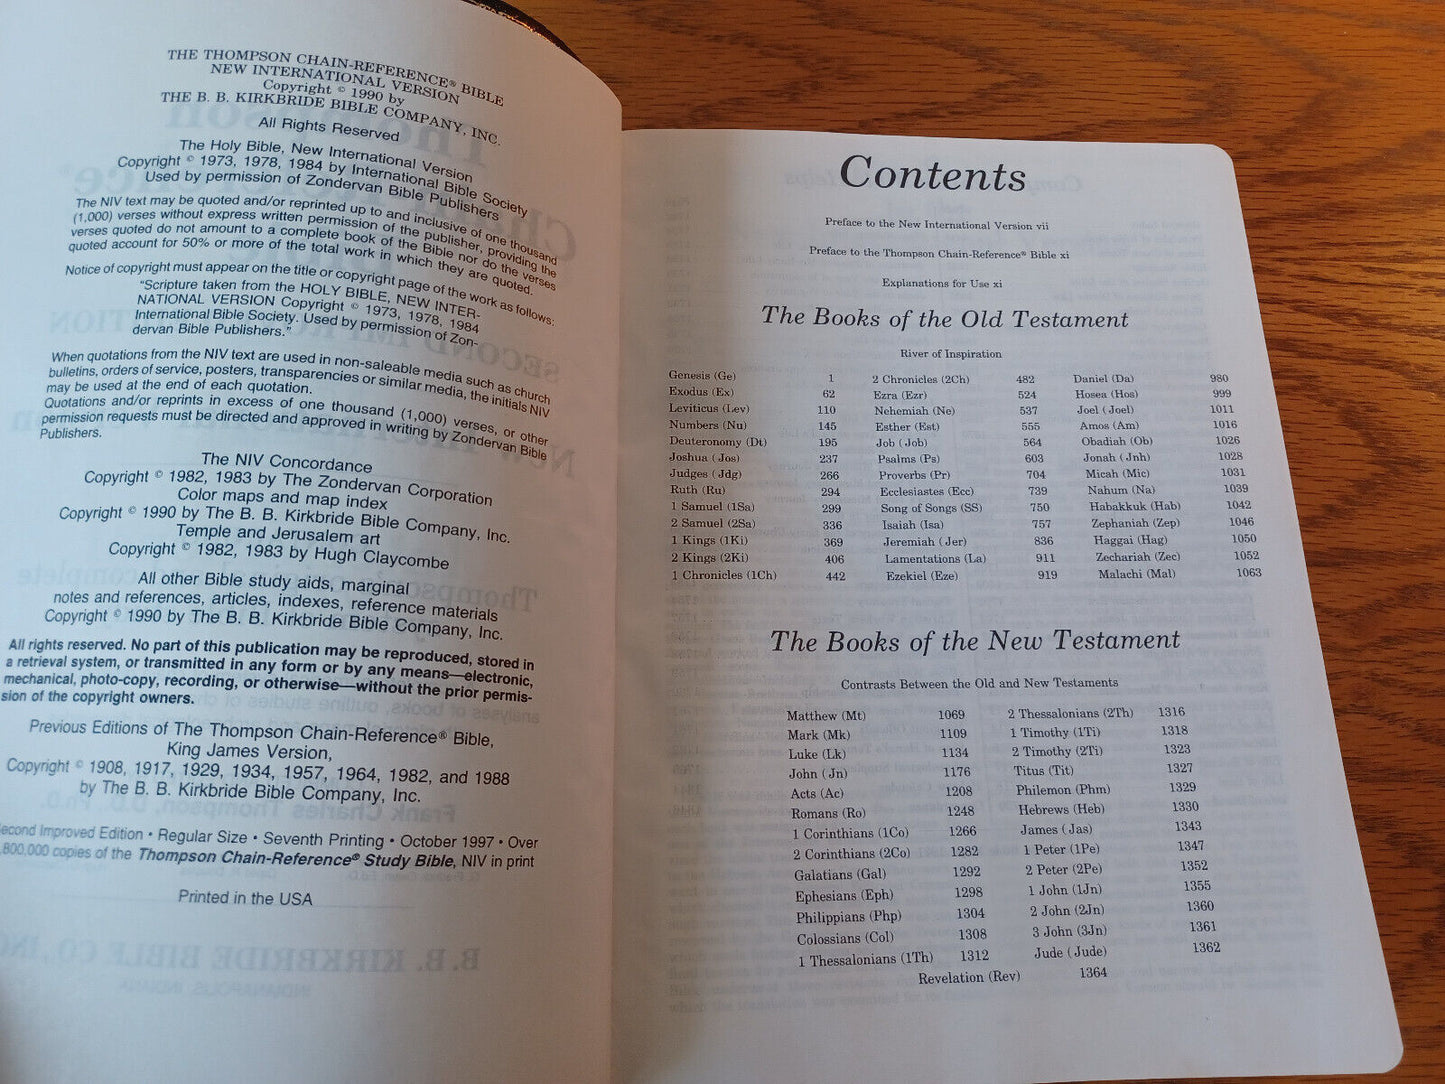 THE THOMPSON CHAIN-REFERENCE® BIBLE
NEW INTERNATIONAL VERSION
Copyright © 1990 by
THE B. B. KIRKBRIDE BIBLE COMPANY, INC.
All Rights Reserved
The Holy Bible, New International Version
Copyright © 1973, 1978, 1984 by International Bible Society
Used by permission of Zondervan Bible Publishers
The NIV text may be quoted and/or reprinted up to and inclusive of one thousand
(1,000) verses without express written permission of the publisher, providing the
verses quoted do not amount to a complete book of the Bible nor do the verses
quoted account for 50% or more of the total work in which they are quoted.
Notice of copyright must appear on the title or copyright page of the work as follows:
"Scripture taken from the HOLY BIBLE, NEW INTER-
NATIONAL VERSION Copyright © 1973, 1978, 1984
International Bible Society. Used by permission of Zon-
dervan Bible Publishers."
When quotations from the NIV text are used in non-saleable media such as church
bulletins, orders of service, posters, transparencies or similar media, the initials NIV
may be used at the end of each quotation.
Quotations and/or reprints in excess of one thousand (1,000) verses, or other
permission requests must be directed and approved in writing by Zondervan Bible
Publishers.
The NIV Concordance
Copyright © 1982, 1983 by The Zondervan Corporation
Color maps and map index
Copyright © 1990 by The B. B. Kirkbride Bible Company, Inc.
Temple and Jerusalem art
Copyright © 1982, 1983 by Hugh Claycombe
All other Bible study aids, marginal
notes and references, articles, indexes, reference materials
Copyright © 1990 by The B. B. Kirkbride Bible Company, Inc.
All rights reserved. No part of this publication may be reproduced, stored in
a retrieval system, or transmitted in any form or by any means—electronic,
mechanical, photo-copy, recording, or otherwise—without the prior permis-
sion of the copyright owners.
Previous Editions of The Thompson Chain-Reference® Bible,
King James Version,
Copyright © 1908, 1917, 1929, 1934, 1957, 1964, 1982, and 1988
by The B. B. Kirkbride Bible Company, Inc.
econd Improved Edition • Regular Size • Seventh Printing • October 1997 • Over
,800,000 copies of the Thompson Chain-Reference® Study Bible, NIV in print
Printed in the USA
Contents
Preface to the New International Version vii
Preface to the Thompson Chain-Reference® Bible xi
Explanations for Use xi
The Books of the Old Testament
River of Inspiration
Genesis (Ge) 1 2 Chronicles (2Ch) 482 Daniel (Da) 980
Exodus (Ex) 62 Ezra (Ezr) 524 Hosea (Hos) 999
Leviticus (Lev) 110 Nehemiah (Ne) 537 Joel (Joel) 1011
Numbers (Nu) 145 Esther (Est) 555 Amos (Am) 1016
Deuteronomy (Dt) 195 Job (Job) 564 Obadiah (Ob) 1026
Joshua (Jos) 237 Psalms (Ps) 603 Jonah (Jnh) 1028
Judges (Jdg) 266 Proverbs (Pr) 704 Micah (Mic) 1031
Ruth (Ru) 294 Ecclesiastes (Ecc) 739 Nahum (Na) 1039
1 Samuel (1Sa) 299 Song of Songs (SS) 750 Habakkuk (Hab) 1042
2 Samuel (2Sa) 336 Isaiah (Isa) 757 Zephaniah (Zep) 1046
1 Kings (1Ki) 369 Jeremiah (Jer) 836 Haggai (Hag) 1050
2 Kings (2Ki) 406 Lamentations (La) 911 Zechariah (Zec) 1052
1 Chronicles (1Ch) 442 Ezekiel (Eze) 919 Malachi (Mal) 1063
The Books of the New Testament
Contrasts Between the Old and New Testaments
Matthew (Mt) 1069 2 Thessalonians (2Th) 1316
Mark (Mk) 1109 1 Timothy (1Ti) 1318
Luke (Lk) 1134 2 Timothy (2Ti) 1323
John (Jn) 1176 Titus (Tit) 1327
Acts (Ac) 1208 Philemon (Phm) 1329
Romans (Ro) 1248 Hebrews (Heb) 1330
1 Corinthians (1Co) 1266 James (Jas) 1343
2 Corinthians (2Co) 1282 1 Peter (1Pe) 1347
Galatians (Gal) 1292 2 Peter (2Pe) 1352
Ephesians (Eph) 1298 1 John (1Jn) 1355
Philippians (Php) 1304 2 John (2Jn) 1360
Colossians (Col) 1308 3 John (3Jn) 1361
1 Thessalonians (1Th) 1312 Jude (Jude) 1362
Revelation (Rev) 1364